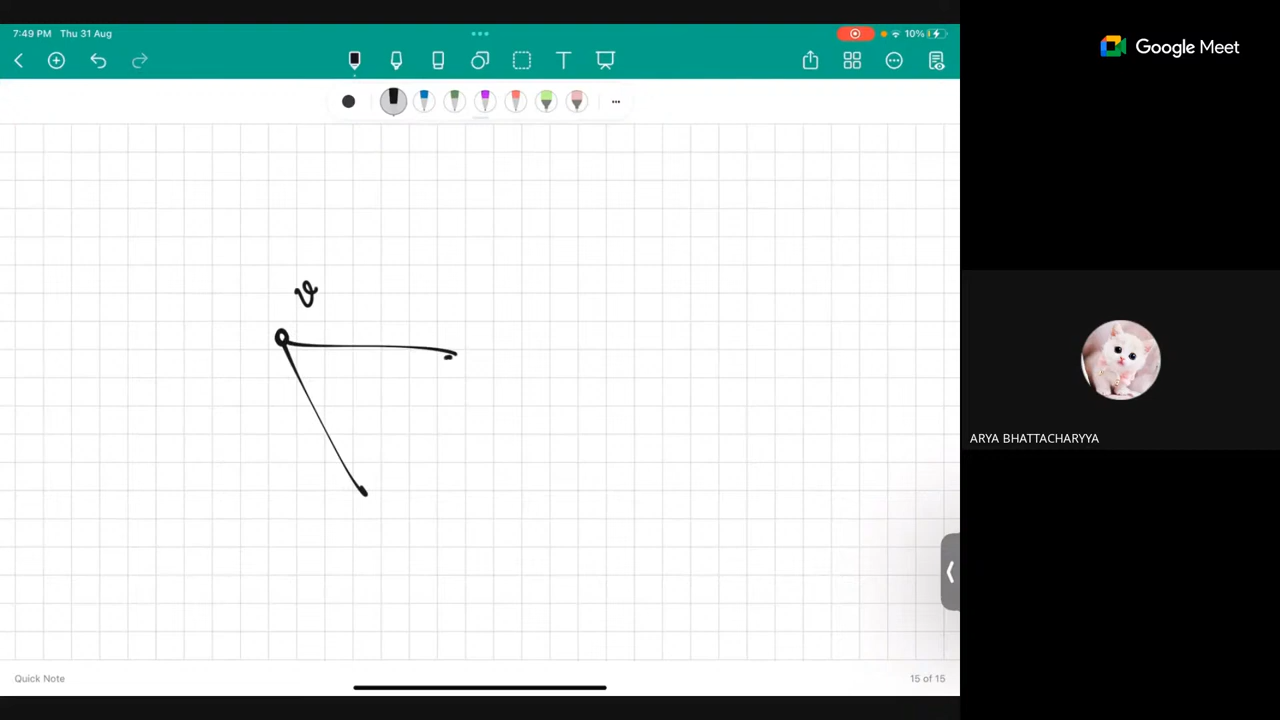 7:49 PM Thu 31 Aug
10%
Google Meet
T
v
ARYA BHATTACHARYYA
Quick Note
15 of 15